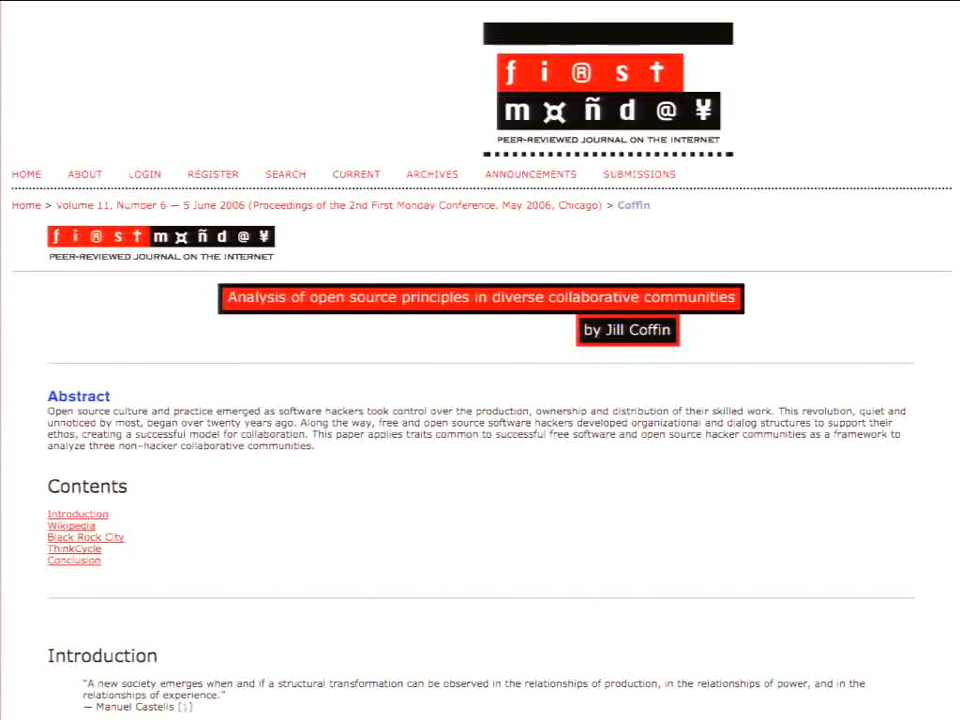 ƒ i ® s †
m ¤ ñ d @ ¥
PEER-REVIEWED JOURNAL ON THE INTERNET
HOME ABOUT LOGIN REGISTER SEARCH CURRENT ARCHIVES ANNOUNCEMENTS SUBMISSIONS
Home > Volume 11, Number 6 — 5 June 2006 (Proceedings of the 2nd First Monday Conference, May 2006, Chicago) > Coffin
ƒ i ® s † m ¤ ñ d @ ¥
PEER-REVIEWED JOURNAL ON THE INTERNET
Analysis of open source principles in diverse collaborative communities
by Jill Coffin
Abstract
Open source culture and practice emerged as software hackers took control over the production, ownership and distribution of their skilled work. This revolution, quiet and
unnoticed by most, began over twenty years ago. Along the way, free and open source software hackers developed organizational and dialog structures to support their
ethos, creating a successful model for collaboration. This paper applies traits common to successful free software and open source hacker communities as a framework to
analyze three non–hacker collaborative communities.
Contents
Introduction
Wikipedia
Black Rock City
ThinkCycle
Conclusion
Introduction
"A new society emerges when and if a structural transformation can be observed in the relationships of production, in the relationships of power, and in the
relationships of experience."
— Manuel Castells [1]